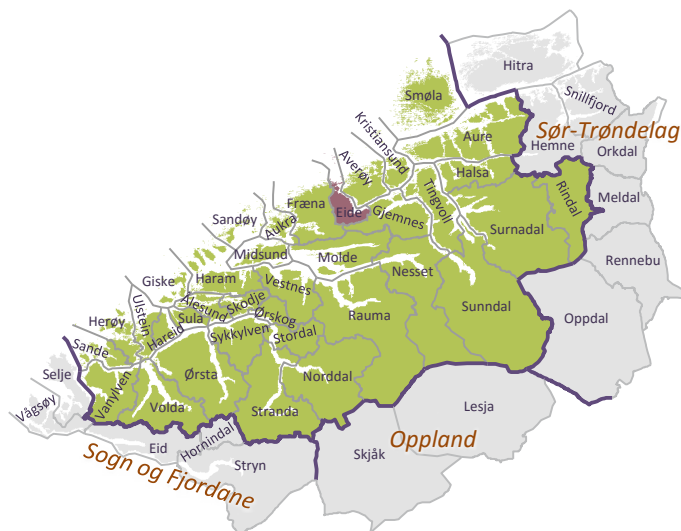 Hitra
Smøla
Snillfjord
Kristiansund
Aure
Sør-Trøndelag
Hemne
Orkdal
Averøy
Halsa
Rindal
Meldal
Tingvoll
Fræna
Eide
Gjemnes
Sandøy
Aukra
Surnadal
Rennebu
Midsund
Molde
Nesset
Giske
Haram
Vestnes
Oppdal
Ulstein
Ålesund
Skodje
Sunndal
Herøy
Sula
Ørskog
Rauma
Hareid
Sykkylven
Stordal
Sande
Selje
Ørsta
Norddal
Vanylven
Volda
Stranda
Lesja
Vågsøy
Eid
Hornindal
Oppland
Skjåk
Stryn
Sogn og Fjordane